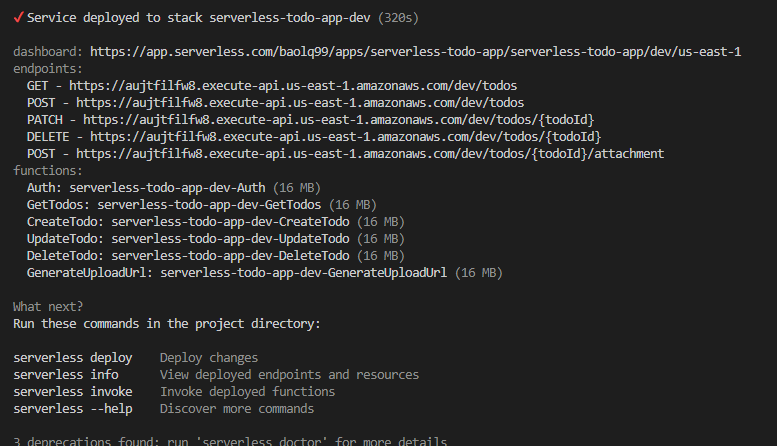 ✔ Service deployed to stack serverless-todo-app-dev (320s)
dashboard: https://app.serverless.com/baolq99/apps/serverless-todo-app/serverless-todo-app/dev/us-east-1
endpoints:
GET - https://aujtfilfw8.execute-api.us-east-1.amazonaws.com/dev/todos
POST - https://aujtfilfw8.execute-api.us-east-1.amazonaws.com/dev/todos
PATCH - https://aujtfilfw8.execute-api.us-east-1.amazonaws.com/dev/todos/{todoId}
DELETE - https://aujtfilfw8.execute-api.us-east-1.amazonaws.com/dev/todos/{todoId}
POST - https://aujtfilfw8.execute-api.us-east-1.amazonaws.com/dev/todos/{todoId}/attachment
functions:
Auth: serverless-todo-app-dev-Auth (16 MB)
GetTodos: serverless-todo-app-dev-GetTodos (16 MB)
CreateTodo: serverless-todo-app-dev-CreateTodo (16 MB)
UpdateTodo: serverless-todo-app-dev-UpdateTodo (16 MB)
DeleteTodo: serverless-todo-app-dev-DeleteTodo (16 MB)
GenerateUploadUrl: serverless-todo-app-dev-GenerateUploadUrl (16 MB)
What next?
Run these commands in the project directory:
serverless deploy    Deploy changes
serverless info      View deployed endpoints and resources
serverless invoke    Invoke deployed functions
serverless --help    Discover more commands
3 deprecations found: run 'serverless doctor' for more details